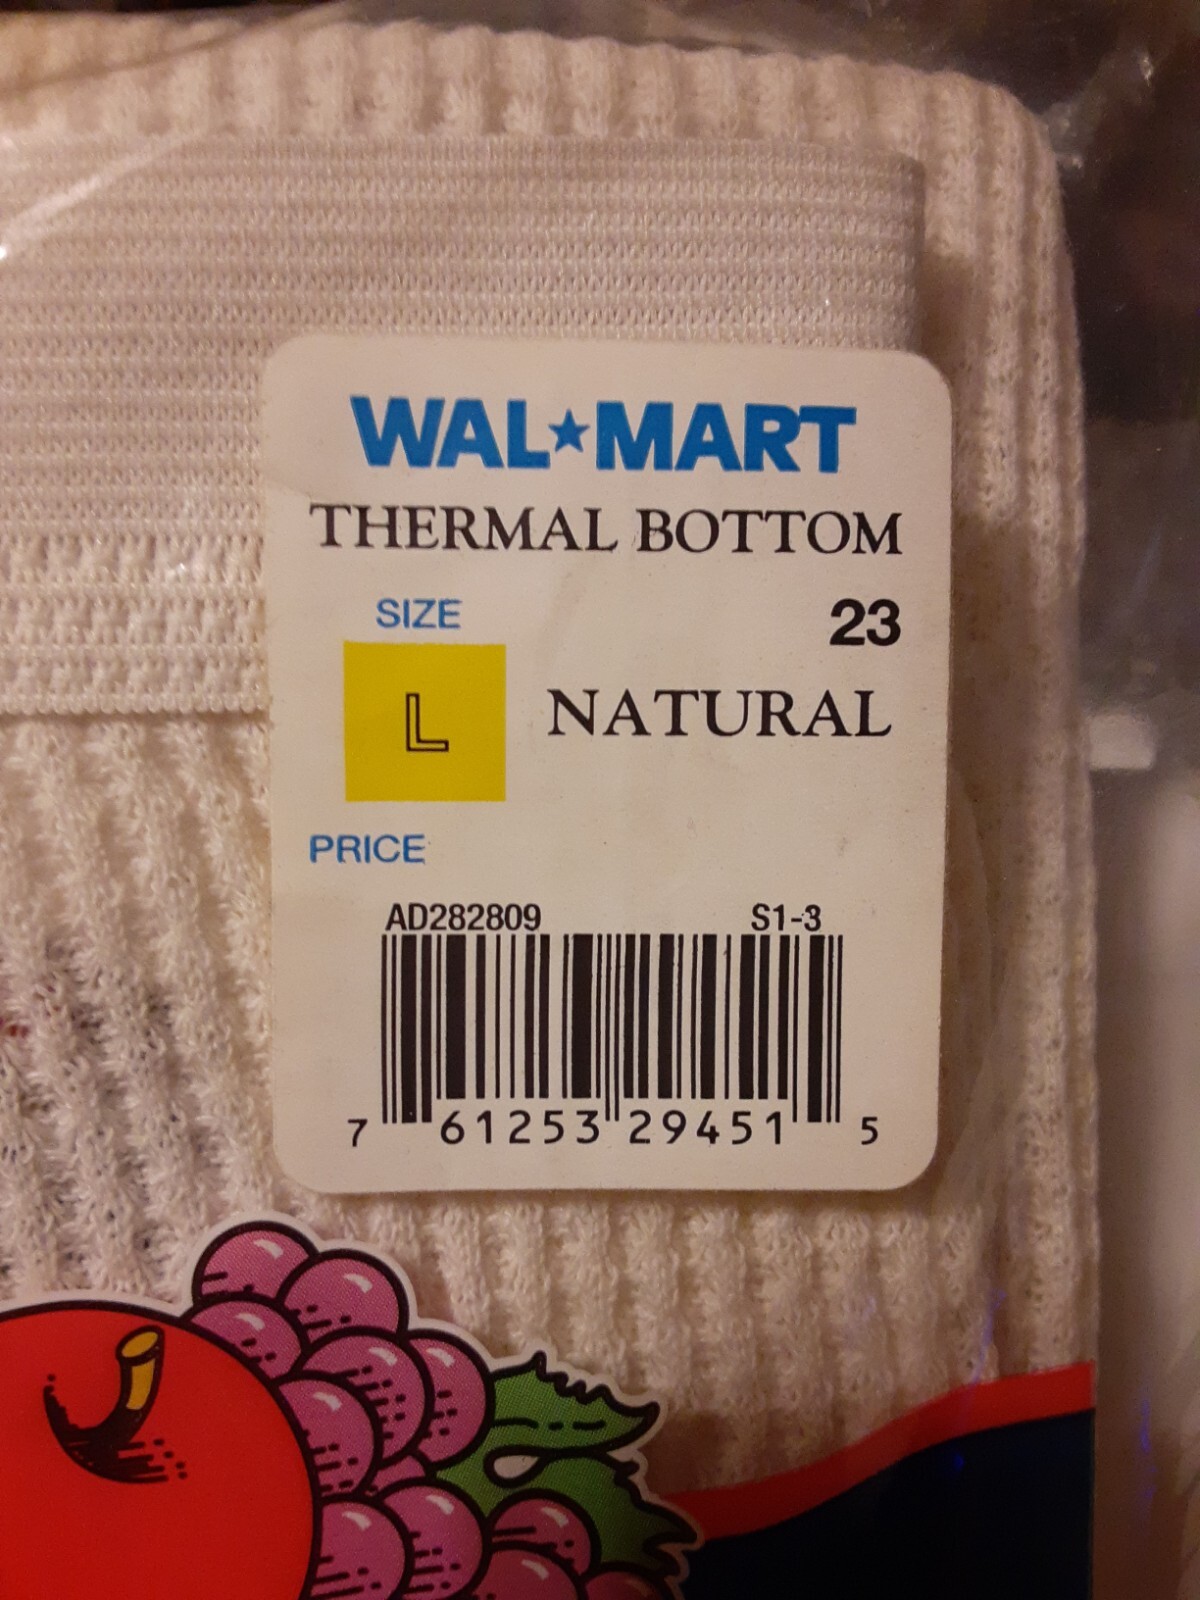 WAL★MART
THERMAL BOTTOM
SIZE 23
L NATURAL
PRICE
AD282809 S1-3
7 61253 29451 5